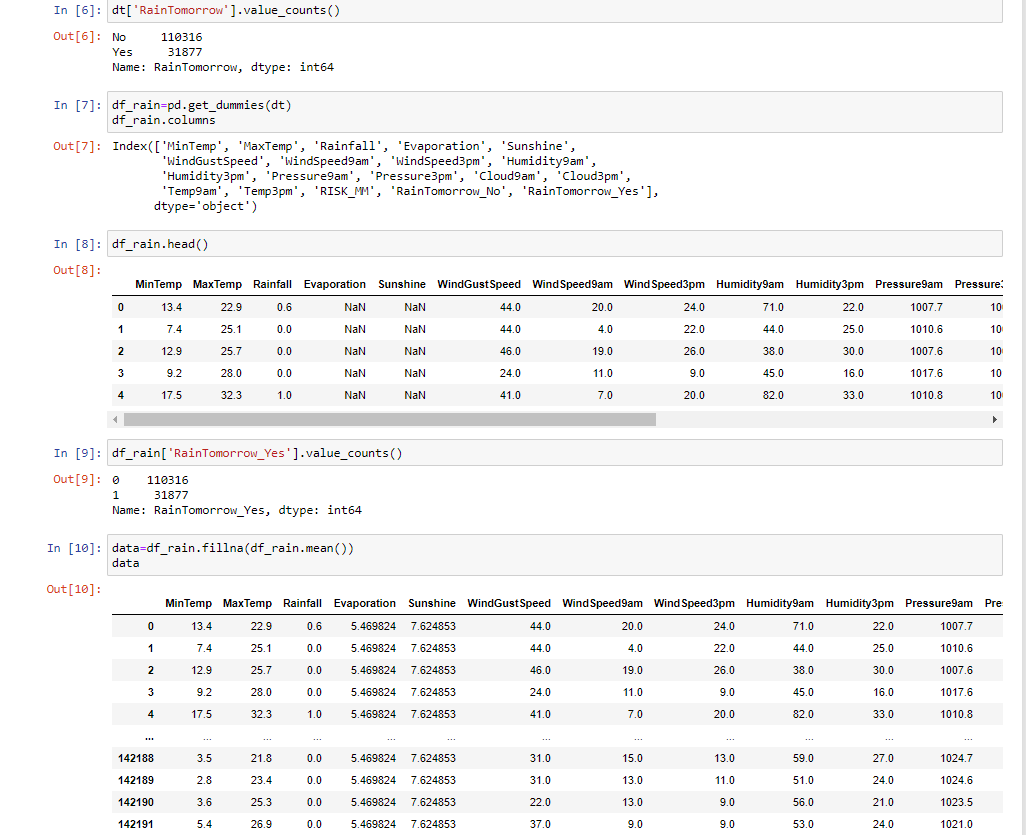 In [6]: dt['RainTomorrow'].value_counts()
Out[6]: No 110316
Yes 31877
Name: RainTomorrow, dtype: int64
In [7]: df_rain=pd.get_dummies(dt)
df_rain.columns
Out[7]: Index(['MinTemp', 'MaxTemp', 'Rainfall', 'Evaporation', 'Sunshine',
'WindGustSpeed', 'WindSpeed9am', 'WindSpeed3pm', 'Humidity9am',
'Humidity3pm', 'Pressure9am', 'Pressure3pm', 'Cloud9am', 'Cloud3pm',
'Temp9am', 'Temp3pm', 'RISK_MM', 'RainTomorrow_No', 'RainTomorrow_Yes'],
dtype='object')
In [8]: df_rain.head()
Out[8]:
MinTemp MaxTemp Rainfall Evaporation Sunshine WindGustSpeed WindSpeed9am WindSpeed3pm Humidity9am Humidity3pm Pressure9am Pressure3
0 13.4 22.9 0.6 NaN NaN 44.0 20.0 24.0 71.0 22.0 1007.7 10
1 7.4 25.1 0.0 NaN NaN 44.0 4.0 22.0 44.0 25.0 1010.6 10
2 12.9 25.7 0.0 NaN NaN 46.0 19.0 26.0 38.0 30.0 1007.6 10
3 9.2 28.0 0.0 NaN NaN 24.0 11.0 9.0 45.0 16.0 1017.6 10
4 17.5 32.3 1.0 NaN NaN 41.0 7.0 20.0 82.0 33.0 1010.8 10
In [9]: df_rain['RainTomorrow_Yes'].value_counts()
Out[9]: 0 110316
1 31877
Name: RainTomorrow_Yes, dtype: int64
In [10]: data=df_rain.fillna(df_rain.mean())
data
Out[10]:
MinTemp MaxTemp Rainfall Evaporation Sunshine WindGustSpeed WindSpeed9am WindSpeed3pm Humidity9am Humidity3pm Pressure9am Pre
0 13.4 22.9 0.6 5.469824 7.624853 44.0 20.0 24.0 71.0 22.0 1007.7
1 7.4 25.1 0.0 5.469824 7.624853 44.0 4.0 22.0 44.0 25.0 1010.6
2 12.9 25.7 0.0 5.469824 7.624853 46.0 19.0 26.0 38.0 30.0 1007.6
3 9.2 28.0 0.0 5.469824 7.624853 24.0 11.0 9.0 45.0 16.0 1017.6
4 17.5 32.3 1.0 5.469824 7.624853 41.0 7.0 20.0 82.0 33.0 1010.8
... ... ... ... ... ... ... ... ... ... ... ...
142188 3.5 21.8 0.0 5.469824 7.624853 31.0 15.0 13.0 59.0 27.0 1024.7
142189 2.8 23.4 0.0 5.469824 7.624853 31.0 13.0 11.0 51.0 24.0 1024.6
142190 3.6 25.3 0.0 5.469824 7.624853 22.0 13.0 9.0 56.0 21.0 1023.5
142191 5.4 26.9 0.0 5.469824 7.624853 37.0 9.0 9.0 53.0 24.0 1021.0